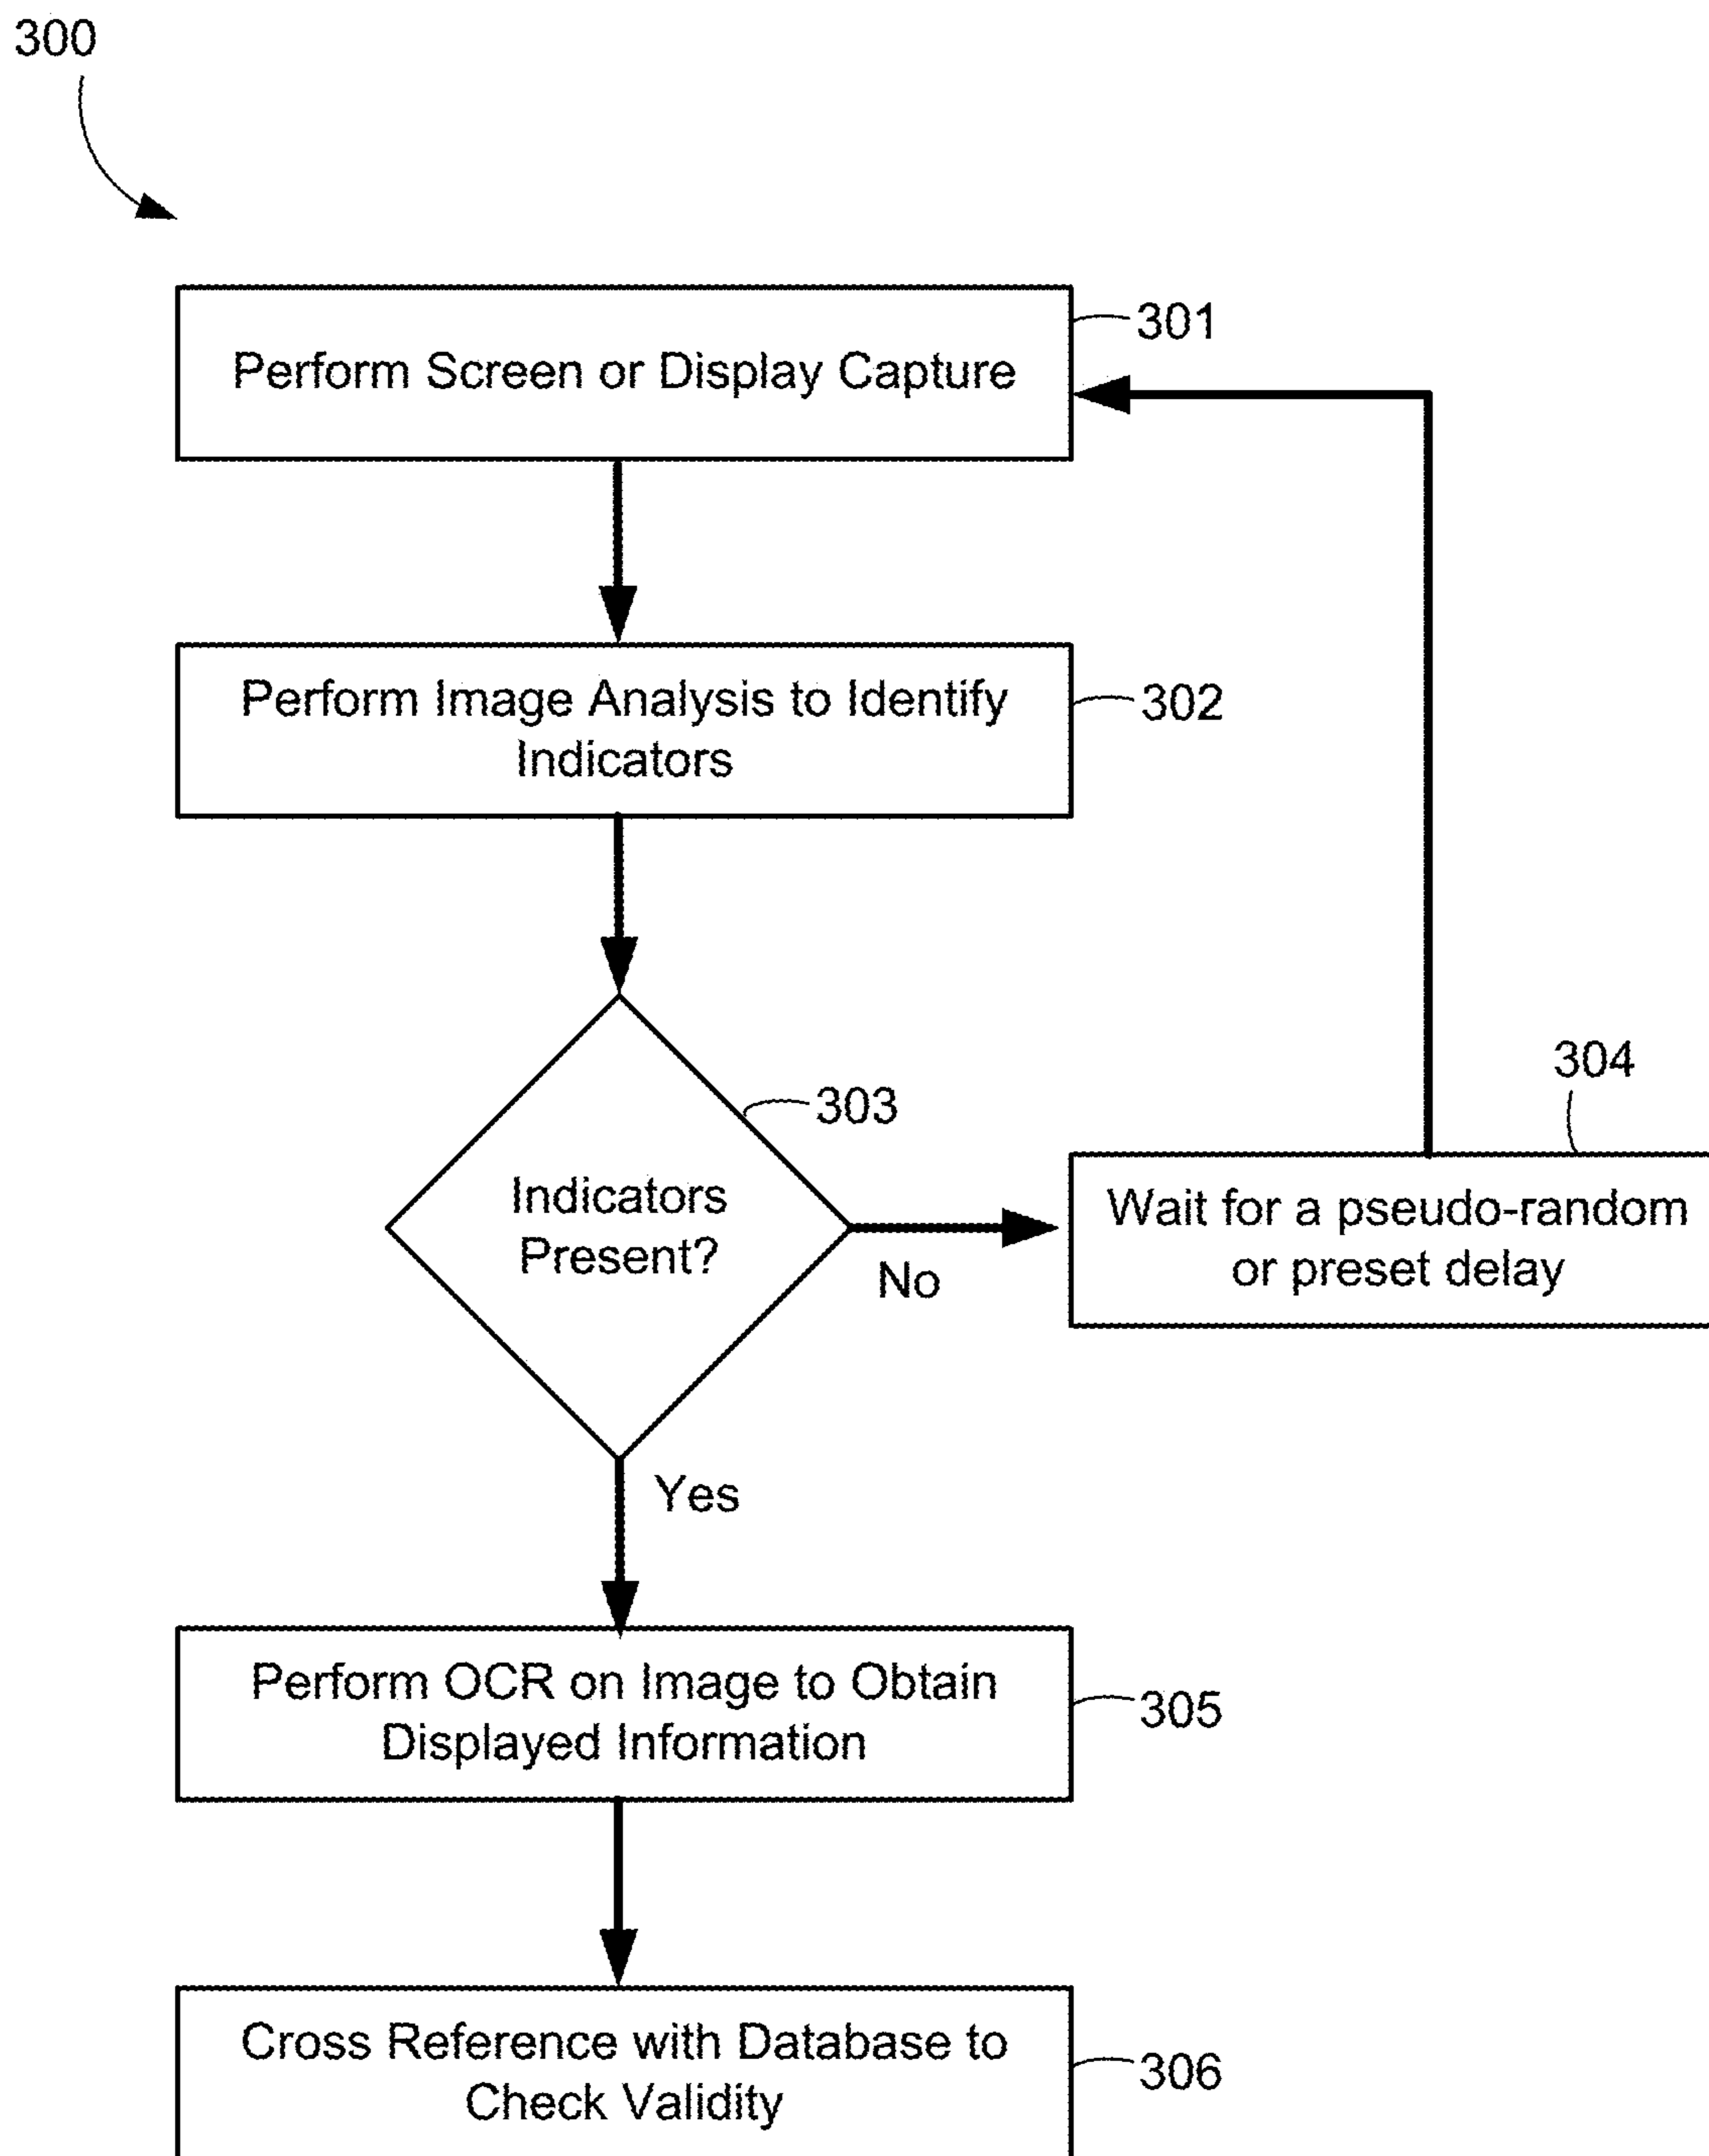 300
Perform Screen or Display Capture
301
Perform Image Analysis to Identify
Indicators
302
Indicators
Present?
303
No
304
Wait for a pseudo-random
or preset delay
Yes
Perform OCR on Image to Obtain
Displayed Information
305
Cross Reference with Database to
Check Validity
306